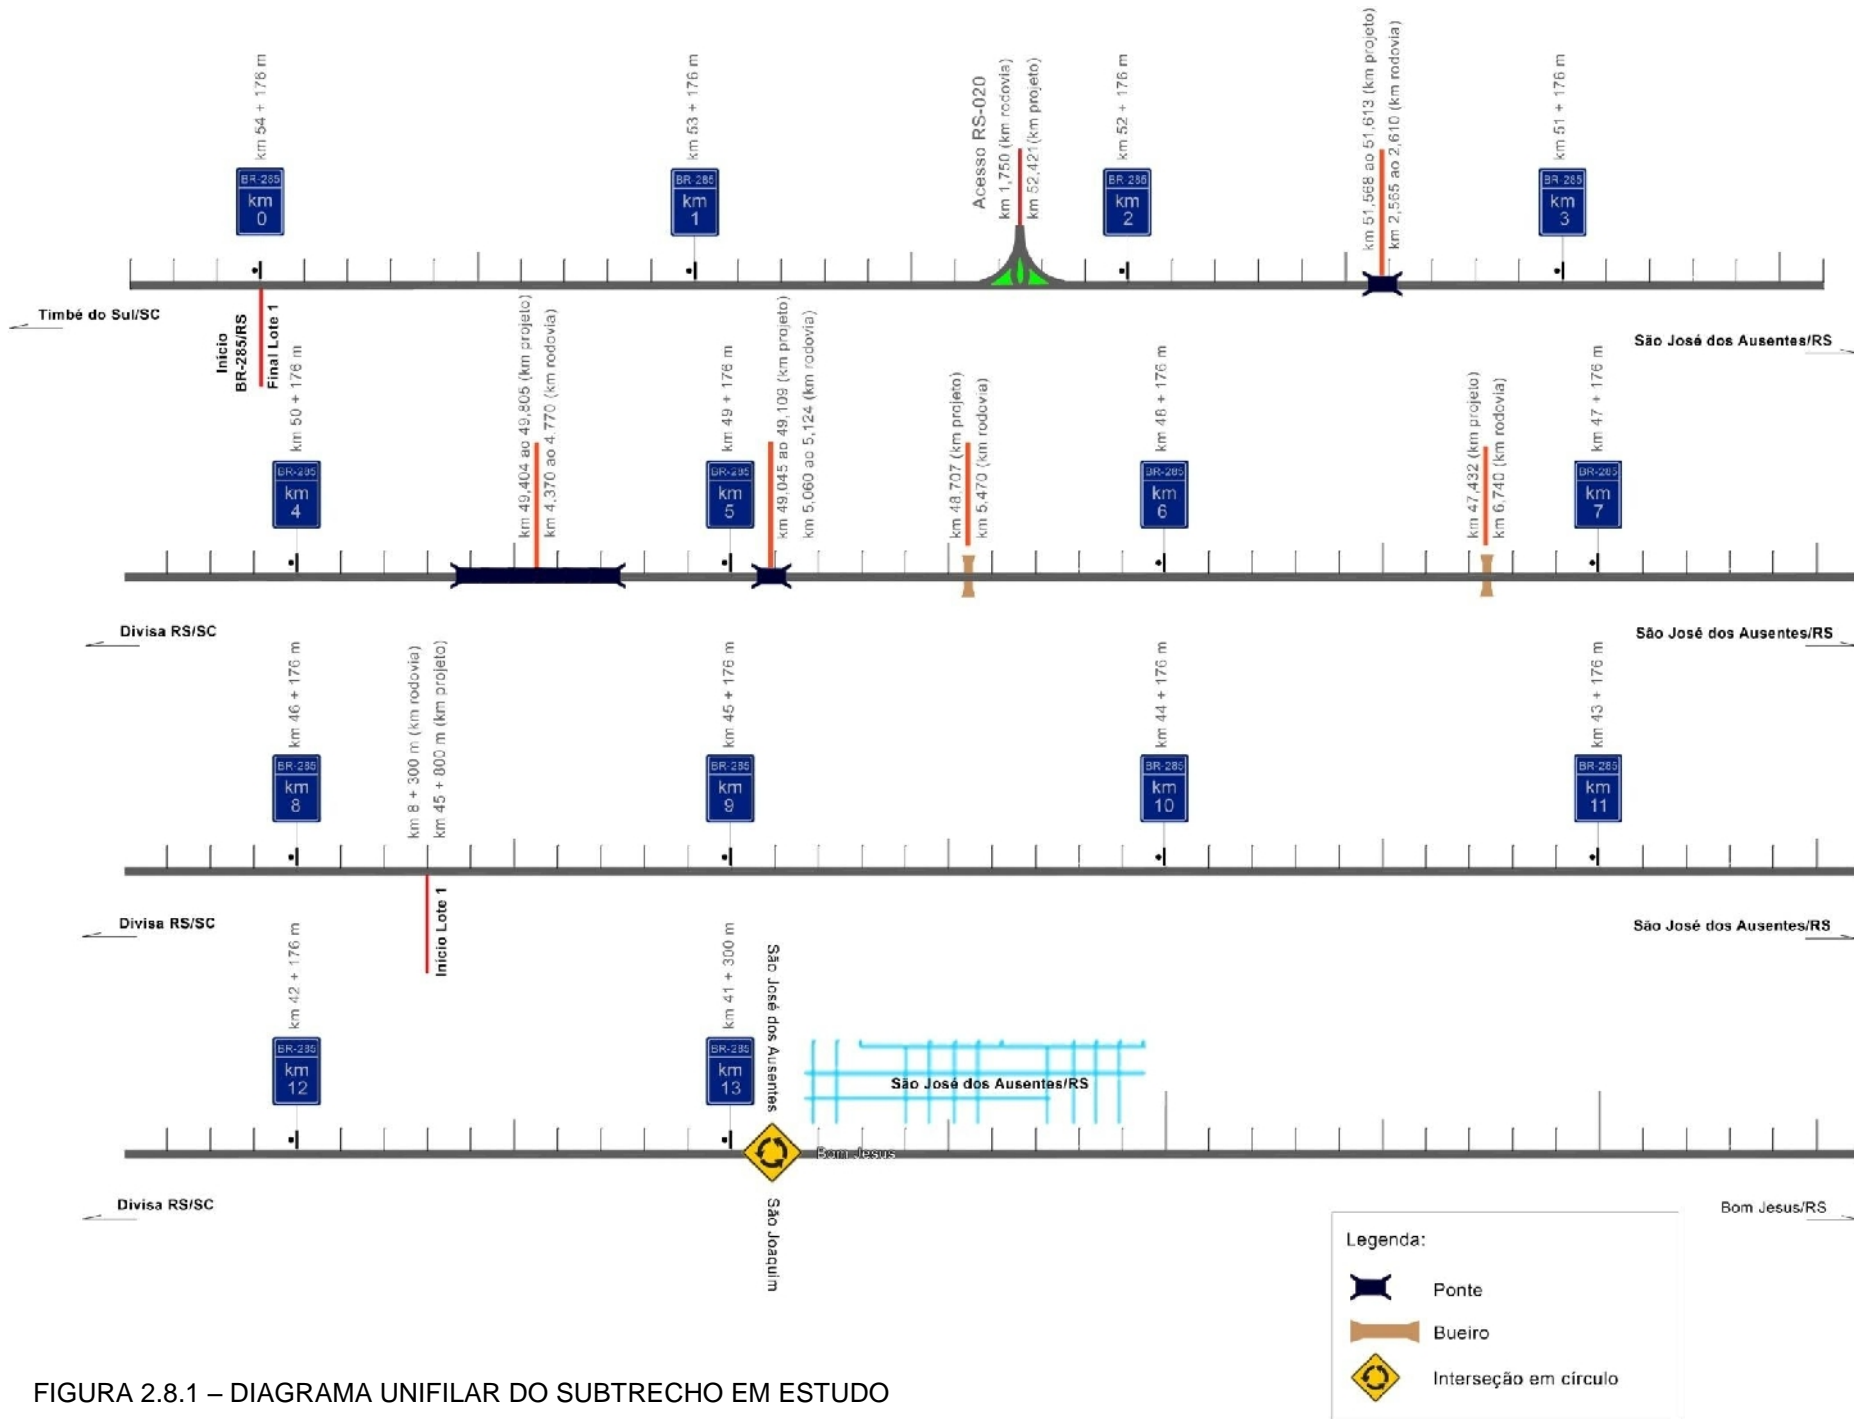 km 54 + 176 m
km 53 + 176 m
Acesso RS-020
km 1,750 (km rodovia)
km 52,421(km projeto)
km 52 + 176 m
km 51,568 ao 51,613 (km projeto)
km 2,565 ao 2,610 (km rodovia)
km 51 + 176 m
BR-285
km
0
BR-285
km
1
BR-285
km
2
BR-285
km
3
Timbé do Sul/SC
Início
BR-285/RS
Final Lote 1
São José dos Ausentes/RS
km 50 + 176 m
km 49,404 ao 49,805 (km projeto)
km 4,370 ao 4.770 (km rodovia)
km 49 + 176 m
km 49,045 ao 49,109 (km projeto)
km 5,060 ao 5,124 (km rodovia)
km 48,707 (km projeto)
km 5,470 (km rodovia)
km 48 + 176 m
km 47,432 (km projeto)
km 6,740 (km rodovia)
km 47 + 176 m
BR-285
km
4
BR-285
km
5
BR-285
km
6
BR-285
km
7
Divisa RS/SC
São José dos Ausentes/RS
km 46 + 176 m
km 8 + 300 m (km rodovia)
km 45 + 800 m (km projeto)
km 45 + 176 m
km 44 + 176 m
km 43 + 176 m
BR-285
km
8
BR-285
km
9
BR-285
km
10
BR-285
km
11
Início Lote 1
Divisa RS/SC
São José dos Ausentes/RS
km 42 + 176 m
km 41 + 300 m
São José dos Ausentes
BR-285
km
12
BR-285
km
13
São José dos Ausentes/RS
Bom Jesus
São Joaquim
Divisa RS/SC
Bom Jesus/RS
Legenda:
Ponte
Bueiro
Interseção em círculo
FIGURA 2.8.1 – DIAGRAMA UNIFILAR DO SUBTRECHO EM ESTUDO